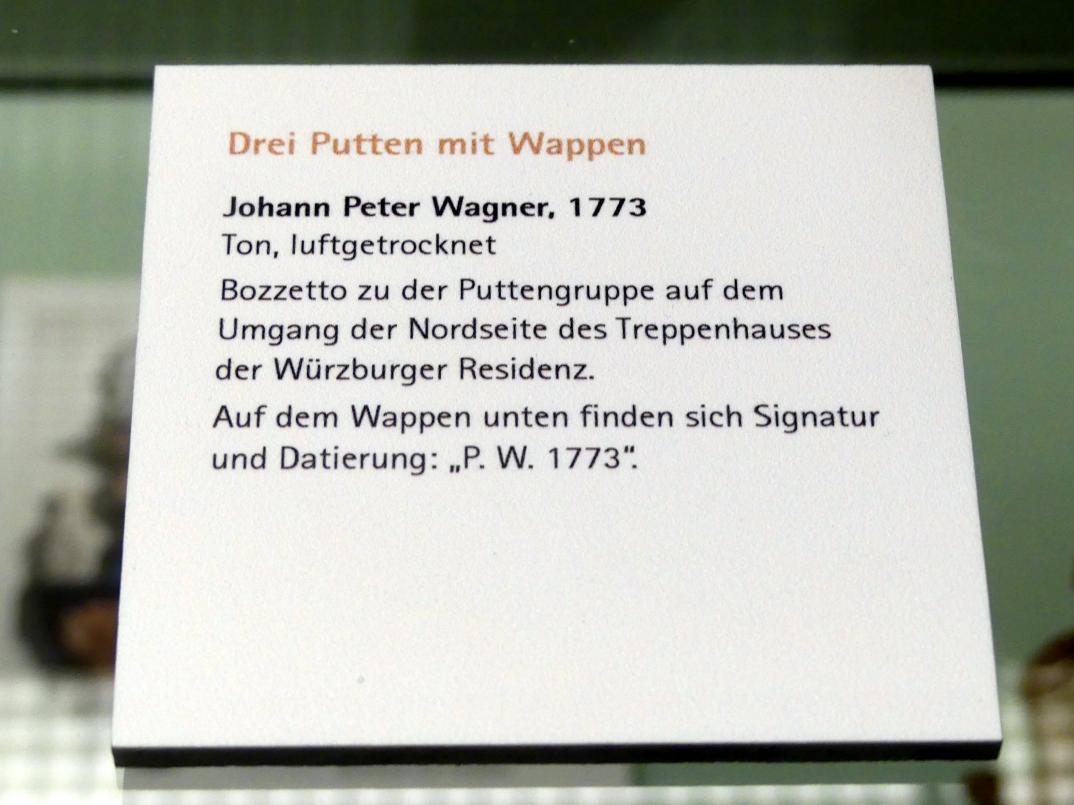 Drei Putten mit Wappen
Johann Peter Wagner, 1773
Ton, luftgetrocknet
Bozzetto zu der Puttengruppe auf dem
Umgang der Nordseite des Treppenhauses
der Würzburger Residenz.
Auf dem Wappen unten finden sich Signatur
und Datierung: „P. W. 1773“.